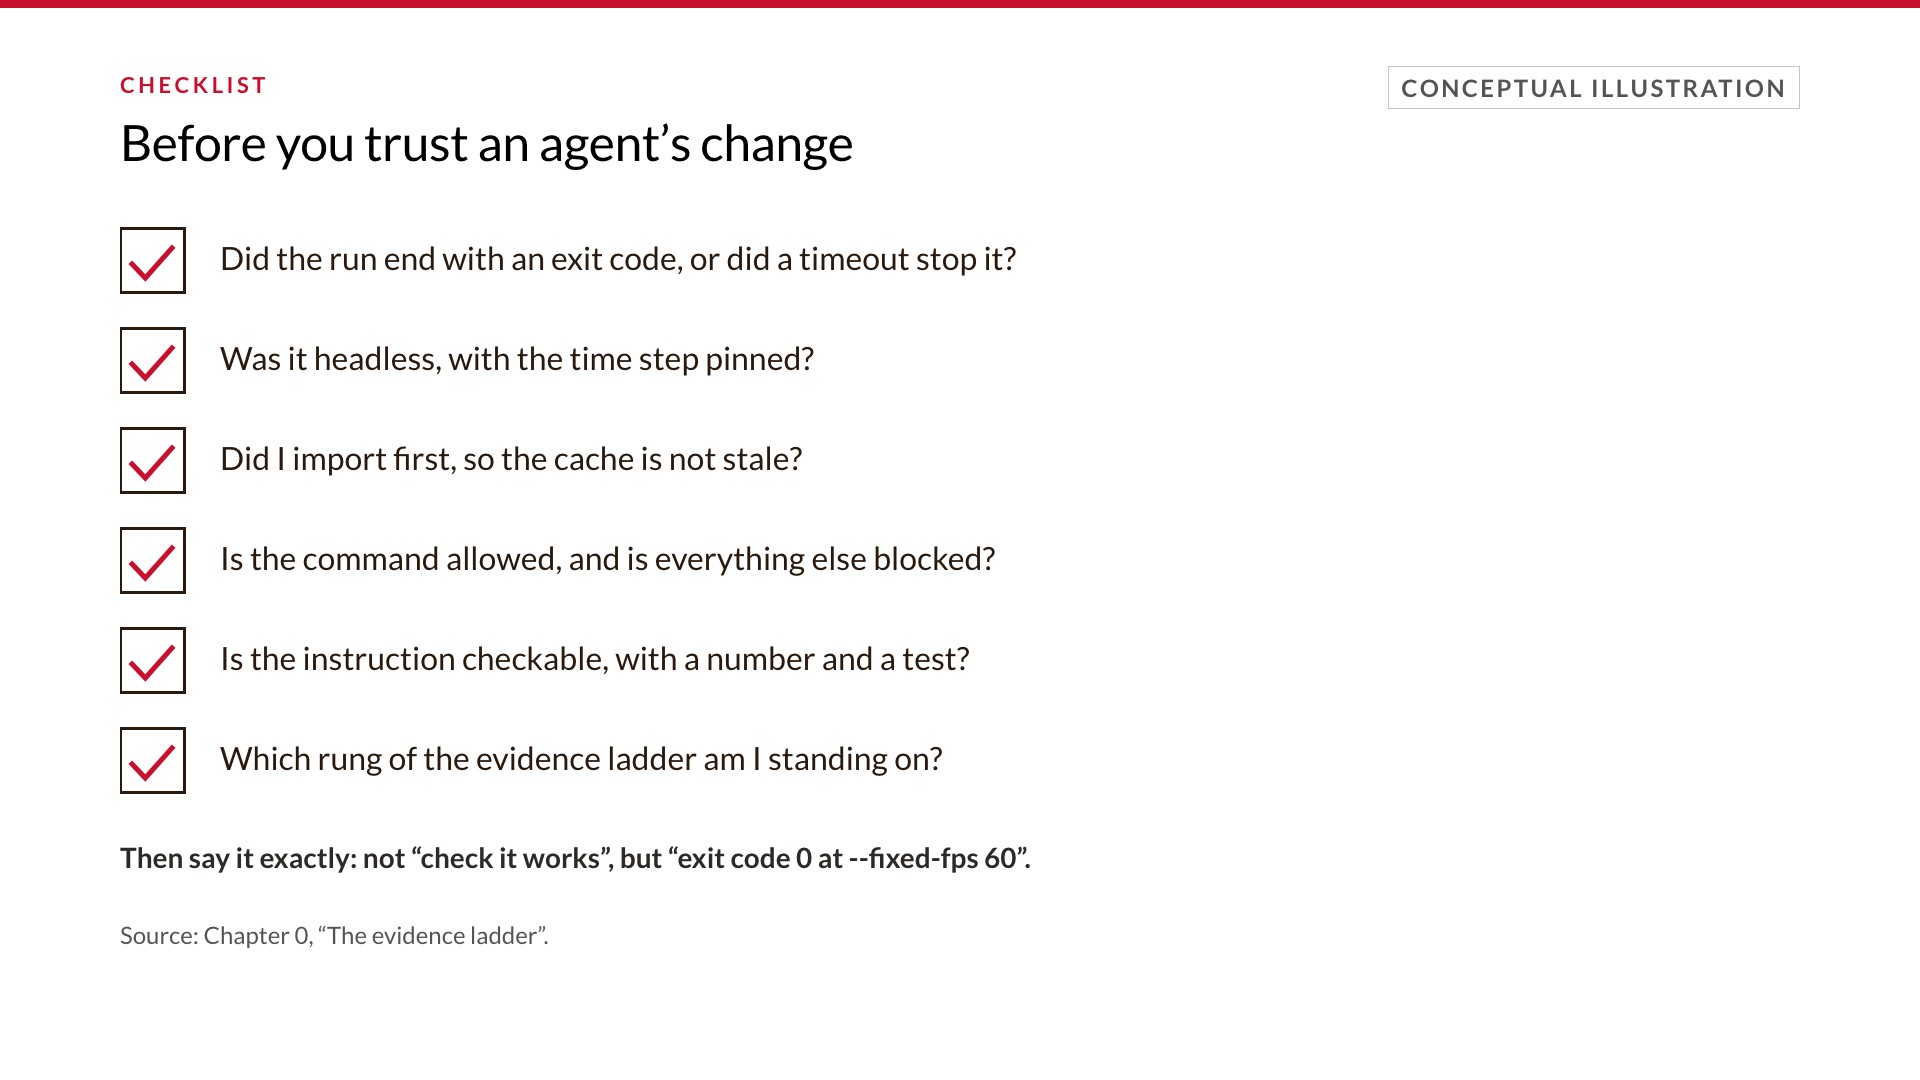 CHECKLIST
CONCEPTUAL ILLUSTRATION
Before you trust an agent’s change
Did the run end with an exit code, or did a timeout stop it?
Was it headless, with the time step pinned?
Did I import first, so the cache is not stale?
Is the command allowed, and is everything else blocked?
Is the instruction checkable, with a number and a test?
Which rung of the evidence ladder am I standing on?
Then say it exactly: not “check it works”, but “exit code 0 at --fixed-fps 60”.
Source: Chapter 0, “The evidence ladder”.